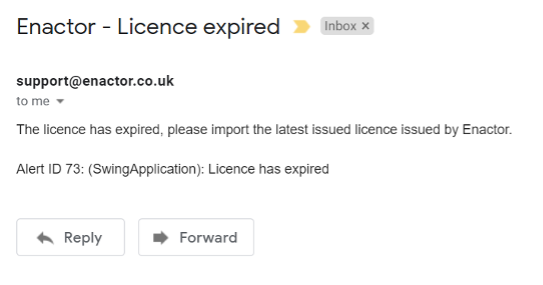 Enactor - Licence expired Inbox ×
support@enactor.co.uk
to me
The licence has expired, please import the latest issued licence issued by Enactor.
Alert ID 73: (SwingApplication): Licence has expired
Reply Forward